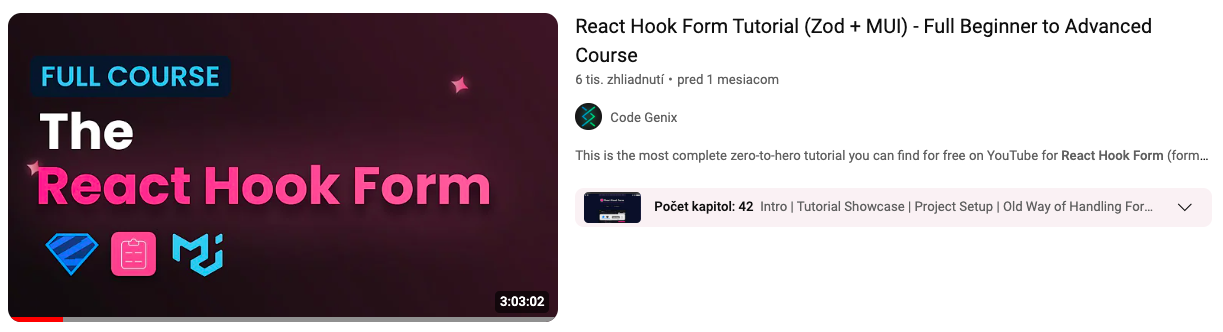 FULL COURSE
The
React Hook Form
3:03:02
React Hook Form Tutorial (Zod + MUI) - Full Beginner to Advanced
Course
6 tis. zhliadnutí • pred 1 mesiacom
Code Genix
This is the most complete zero-to-hero tutorial you can find for free on YouTube for React Hook Form (form...
Počet kapitol: 42 Intro | Tutorial Showcase | Project Setup | Old Way of Handling For...